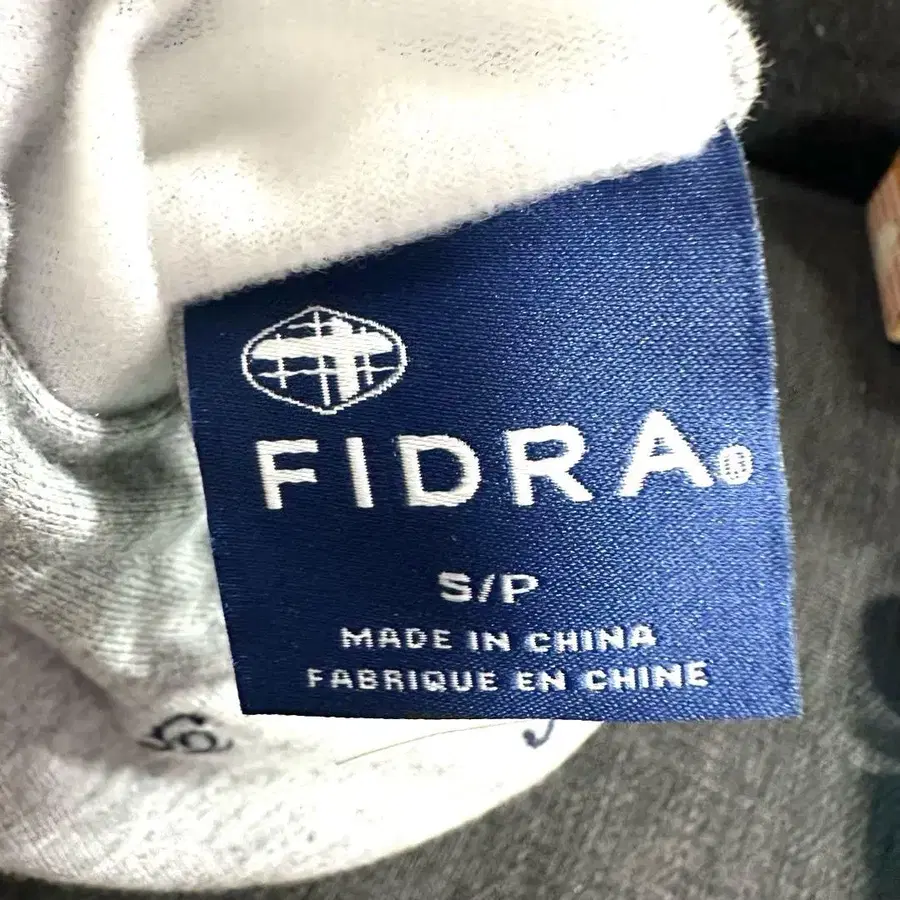 FIDRA®
S/P
MADE IN CHINA
FABRIQUE EN CHINE